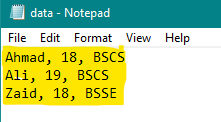 data - Notepad
File Edit Format View Help
Ahmad, 18, BSCS
Ali, 19, BSCS
Zaid, 18, BSSE